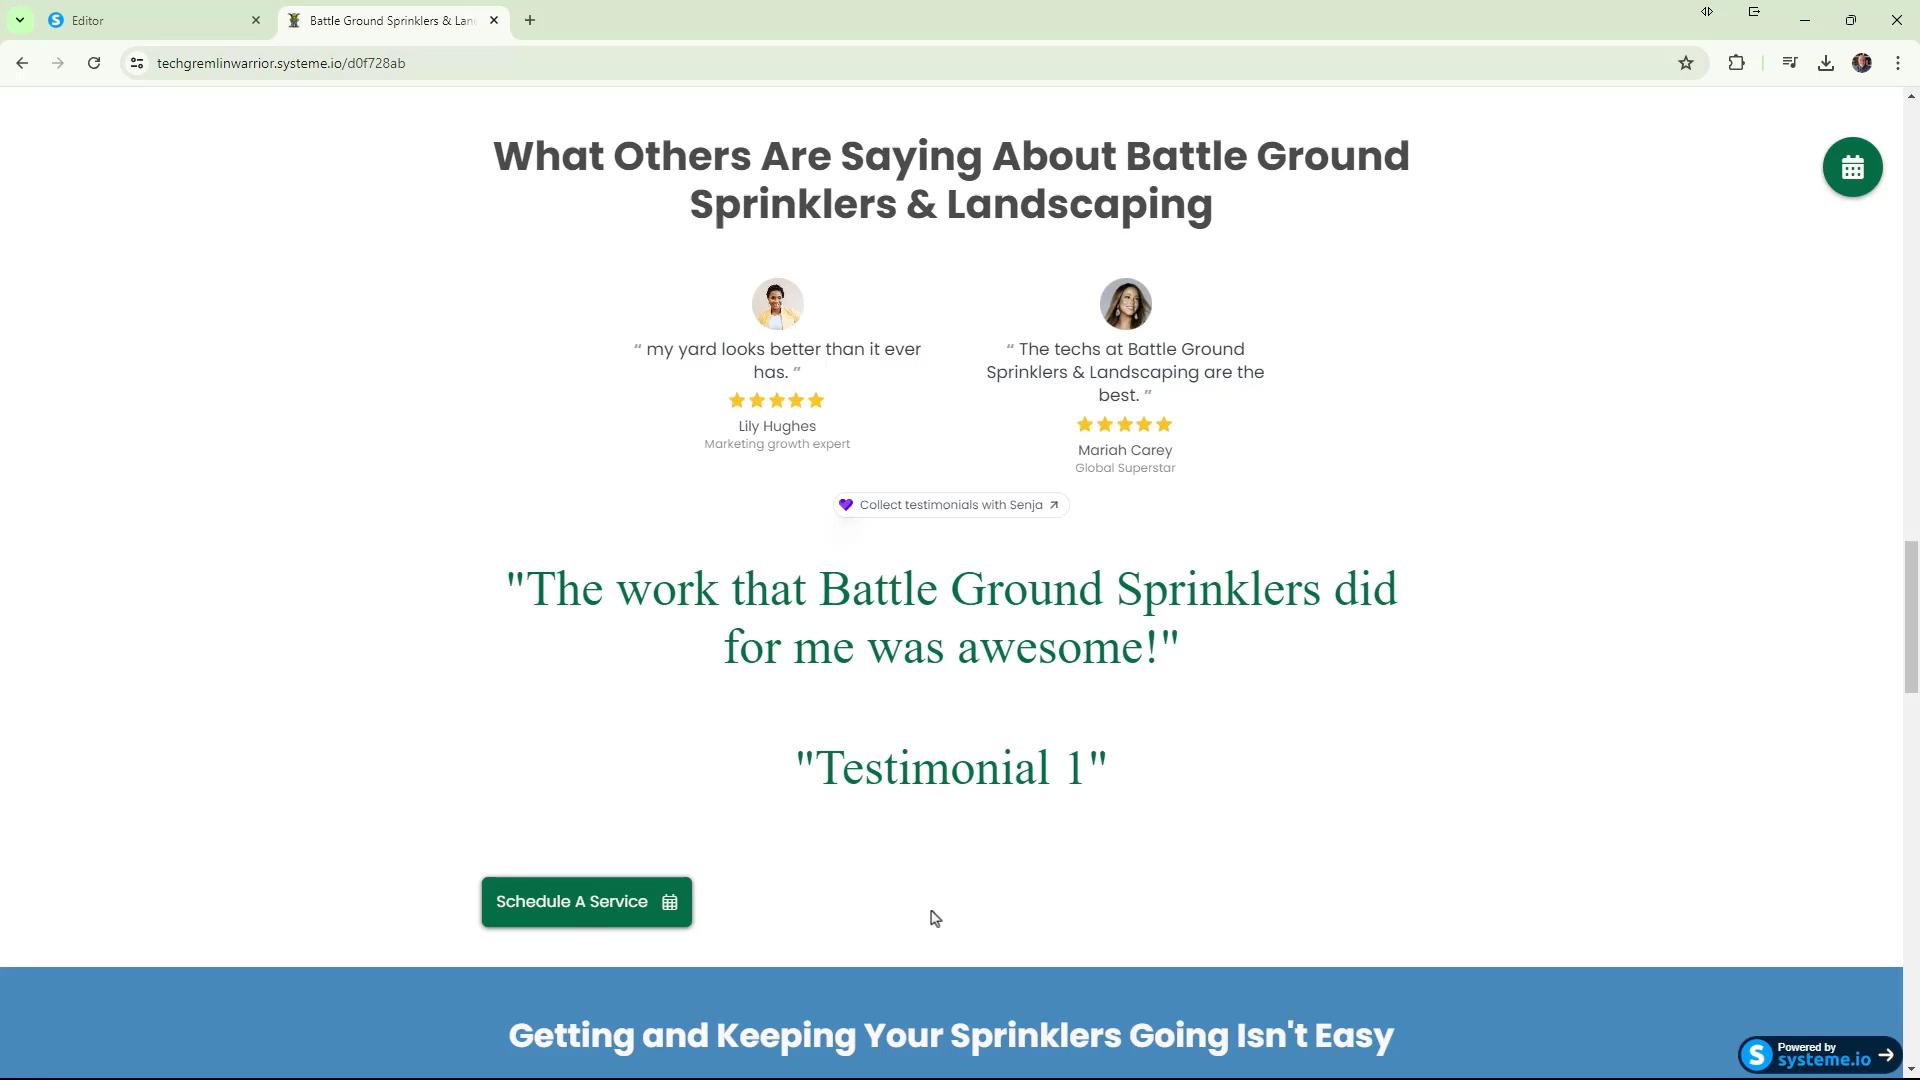 Editor
Battle Ground Sprinklers & Lan
techgremlinwarrior.systeme.io/d0f728ab
What Others Are Saying About Battle Ground
Sprinklers & Landscaping
“ my yard looks better than it ever
has. ”
Lily Hughes
Marketing growth expert
“ The techs at Battle Ground
Sprinklers & Landscaping are the
best. ”
Mariah Carey
Global Superstar
Collect testimonials with Senja
"The work that Battle Ground Sprinklers did
for me was awesome!"
"Testimonial 1"
Schedule A Service
Getting and Keeping Your Sprinklers Going Isn't Easy
S
Powered by
systeme.io